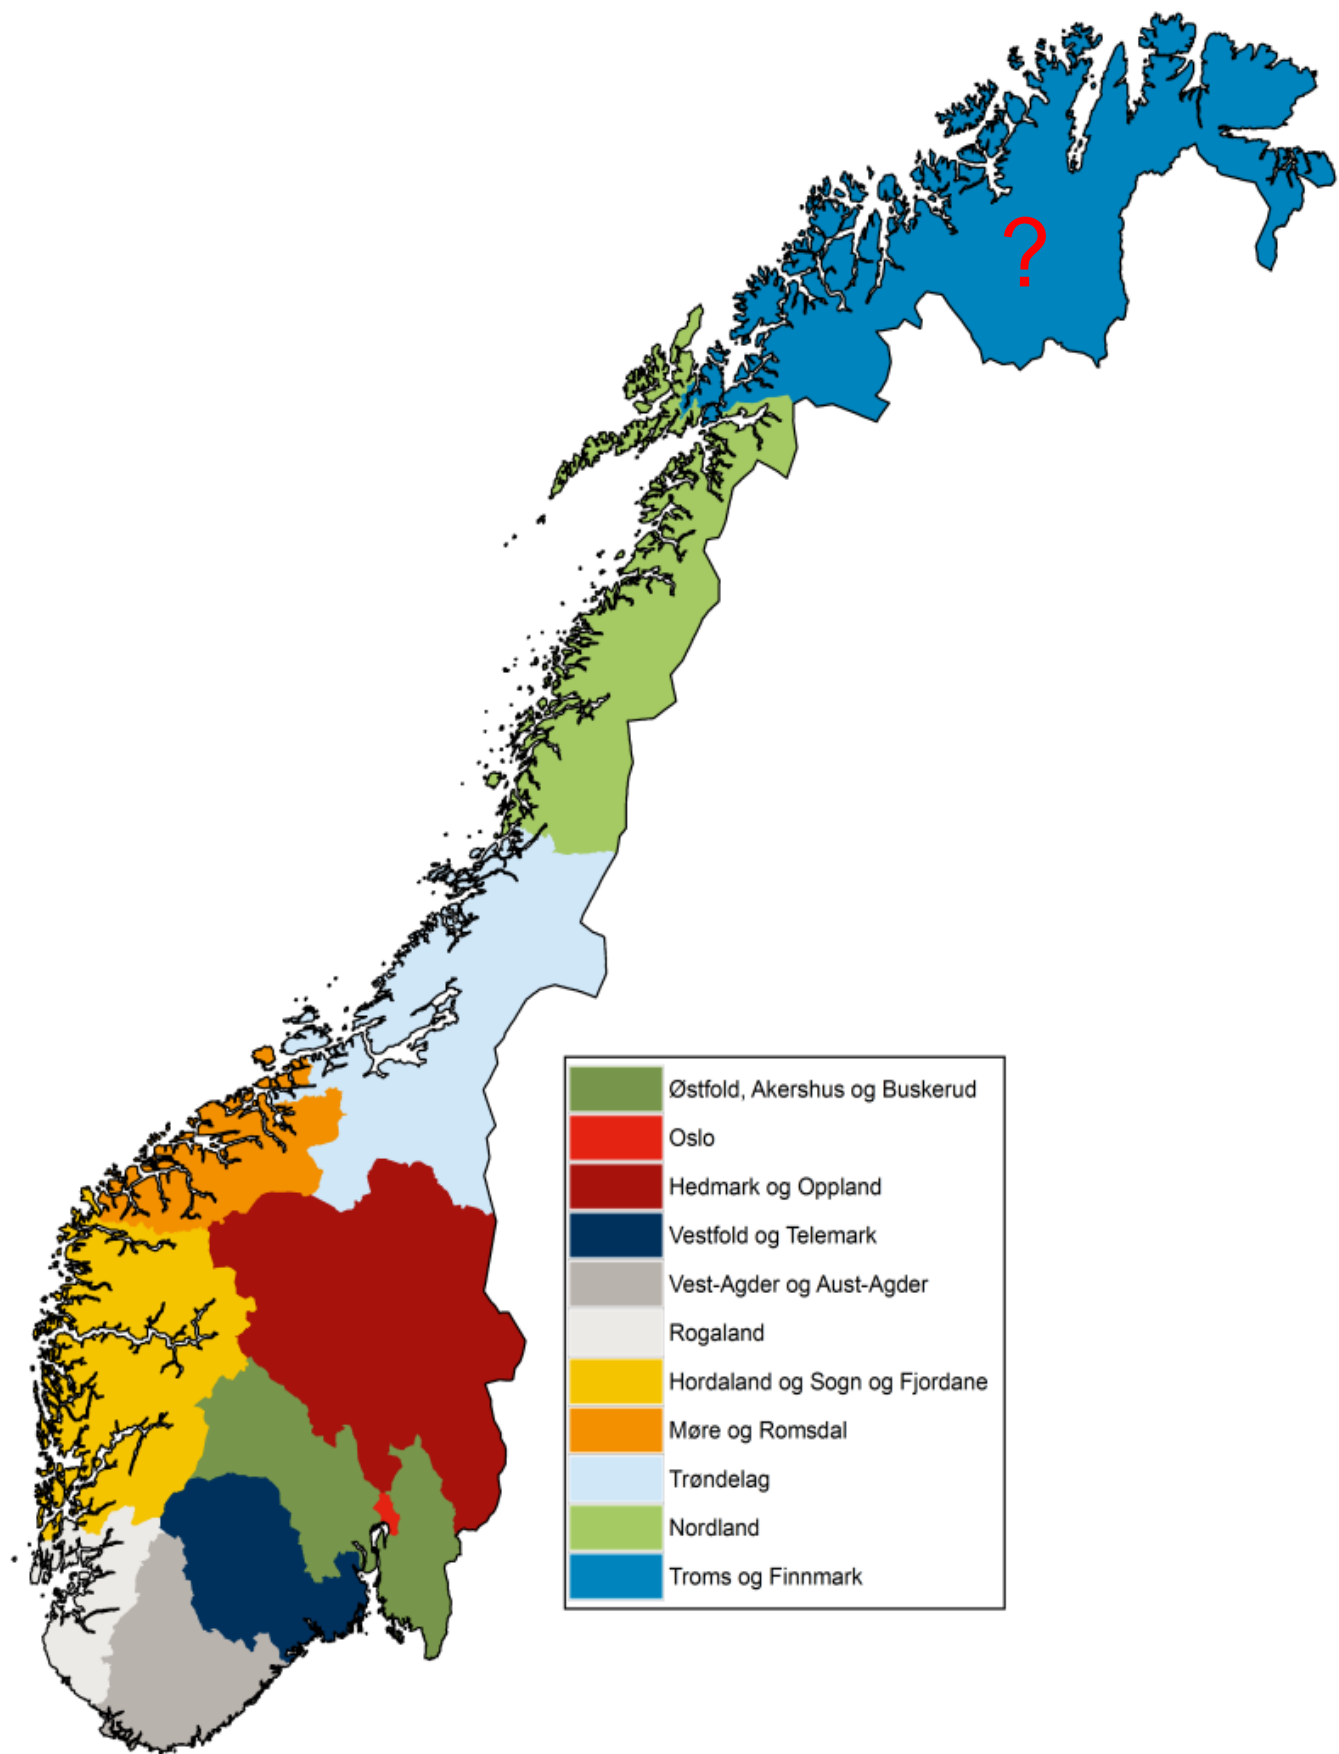 ?
Østfold, Akershus og Buskerud
Oslo
Hedmark og Oppland
Vestfold og Telemark
Vest-Agder og Aust-Agder
Rogaland
Hordaland og Sogn og Fjordane
Møre og Romsdal
Trøndelag
Nordland
Troms og Finnmark